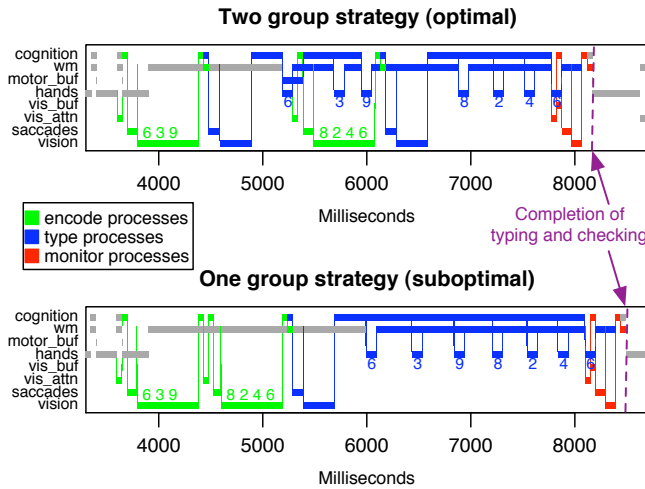 Two group strategy (optimal)
cognition
wm
motor_buf
hands
vis_buf
vis_attn
saccades
vision
6 3 9
6
8 2 4 6
3
9
8
2
4
6
4000
5000
6000
7000
8000
Milliseconds
encode processes
type processes
monitor processes
Completion of
typing and checking
One group strategy (suboptimal)
cognition
wm
motor_buf
hands
vis_buf
vis_attn
saccades
vision
6 3 9
8 2 4 6
6
3
9
8
2
4
6
4000
5000
6000
7000
8000
Milliseconds